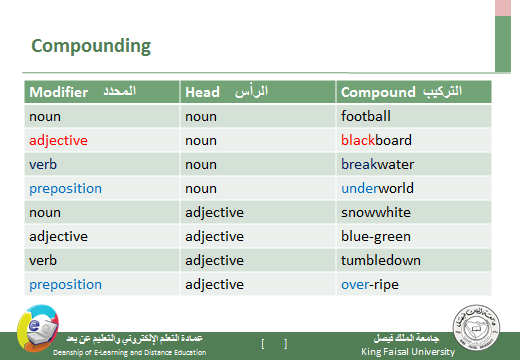 Compounding
Modifier المحدد Head الرأس Compound التركيب
noun noun football
adjective noun blackboard
verb noun breakwater
preposition noun underworld
noun adjective snowwhite
adjective adjective blue-green
verb adjective tumbledown
preposition adjective over-ripe
عمادة التعلم الإلكتروني والتعليم عن بعد
Deanship of E-Learning and Distance Education
[ ]
جامعة الملك فيصل
King Faisal University